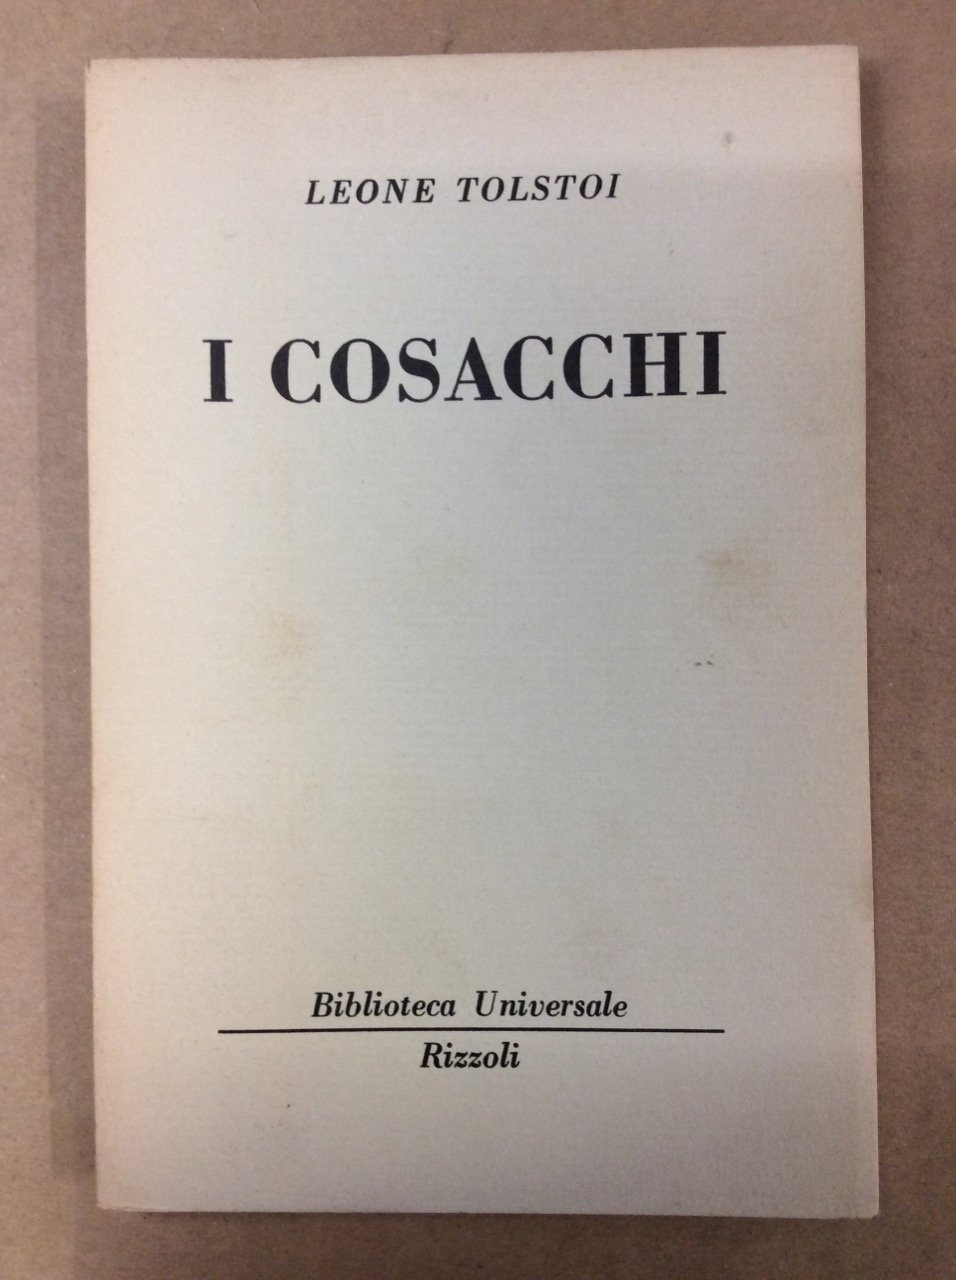 LEONE TOLSTOI
I COSACCHI
Biblioteca Universale
Rizzoli